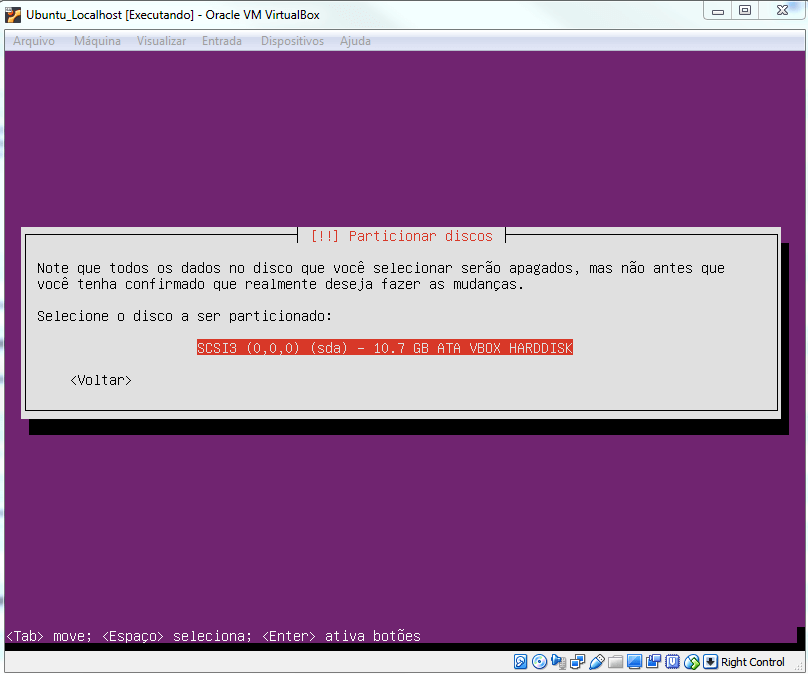 Ubuntu_Localhost [Executando] - Oracle VM VirtualBox
Arquivo Máquina Visualizar Entrada Dispositivos Ajuda
[!!] Particionar discos
Note que todos os dados no disco que você selecionar serão apagados, mas não antes que
você tenha confirmado que realmente deseja fazer as mudanças.
Selecione o disco a ser particionado:
SCSI3 (0,0,0) (sda) - 10.7 GB ATA VBOX HARDDISK
<Voltar>
<Tab> move; <Espaço> seleciona; <Enter> ativa botões
Right Control